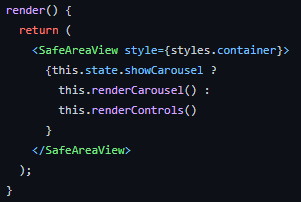 render() {
  return (
    <SafeAreaView style={styles.container}>
      {this.state.showCarousel ?
        this.renderCarousel() :
        this.renderControls()
      }
    </SafeAreaView>
  );
}